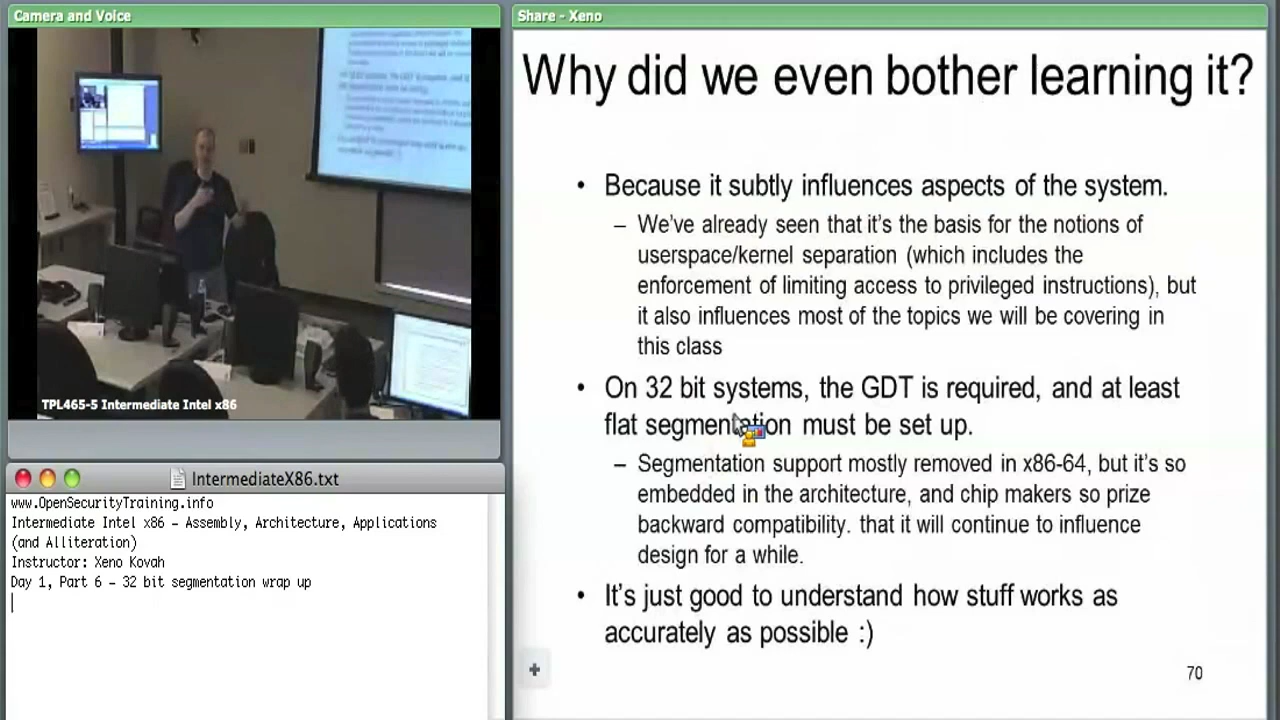 Camera and Voice
TPL465-5 Intermediate Intel x86
IntermediateX86.txt
www.OpenSecurityTraining.info
Intermediate Intel x86 – Assembly, Architecture, Applications
(and Alliteration)
Instructor: Xeno Kovah
Day 1, Part 6 – 32 bit segmentation wrap up
Share - Xeno
Why did we even bother learning it?
• Because it subtly influences aspects of the system.
– We've already seen that it's the basis for the notions of
userspace/kernel separation (which includes the
enforcement of limiting access to privileged instructions), but
it also influences most of the topics we will be covering in
this class
• On 32 bit systems, the GDT is required, and at least
flat segmentation must be set up.
– Segmentation support mostly removed in x86-64, but it's so
embedded in the architecture, and chip makers so prize
backward compatibility. that it will continue to influence
design for a while.
• It's just good to understand how stuff works as
accurately as possible :)
70